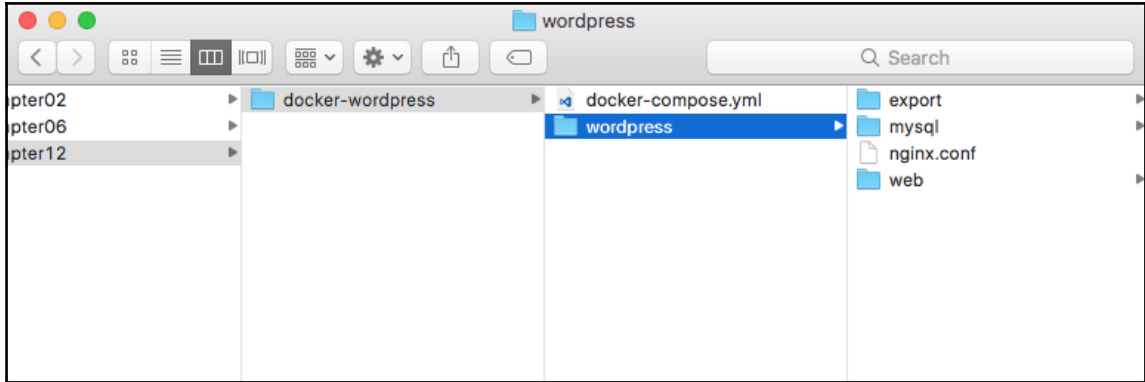 wordpress
Search
pter02
pter06
pter12
docker-wordpress
docker-compose.yml
wordpress
export
mysql
nginx.conf
web